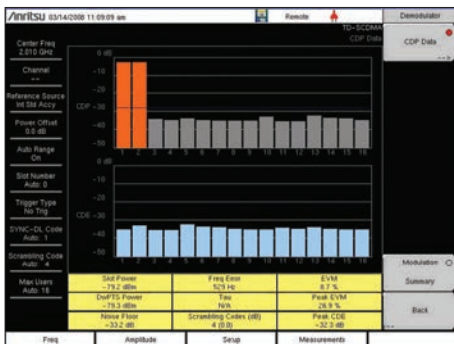 Anritsu 03/14/2008 11:09:09 am
Remote
Demodulator
TD-SCDMA
CDP Data
CDP Data
-->
Center Freq
2.010 GHz
Channel
--
Reference Source
Int Std Accy
Power Offset
0.0 dB
Auto Range
On
Slot Number
Auto: 0
Trigger Type
No Trig
SYNC-DL Code
Auto: 1
Scrambling Code
Auto: 4
Max Users
Auto: 16
0 dB
-10
-20
CDP -30
-40
-50
1 2 3 4 5 6 7 8 9 10 11 12 13 14 15 16
0 dB
-10
-20
CDE -30
-40
-50
1 2 3 4 5 6 7 8 9 10 11 12 13 14 15 16
Slot Power
-79.2 dBm
Freq Error
529 Hz
EVM
8.7 %
DwPTS Power
-79.3 dBm
Tau
N/A
Peak EVM
26.9 %
Noise Floor
-33.2 dB
Scrambling Codes (dB)
4 (0.0)
Peak CDE
-32.3 dB
Modulation
Summary
Back
Freq
Amplitude
Setup
Measurements